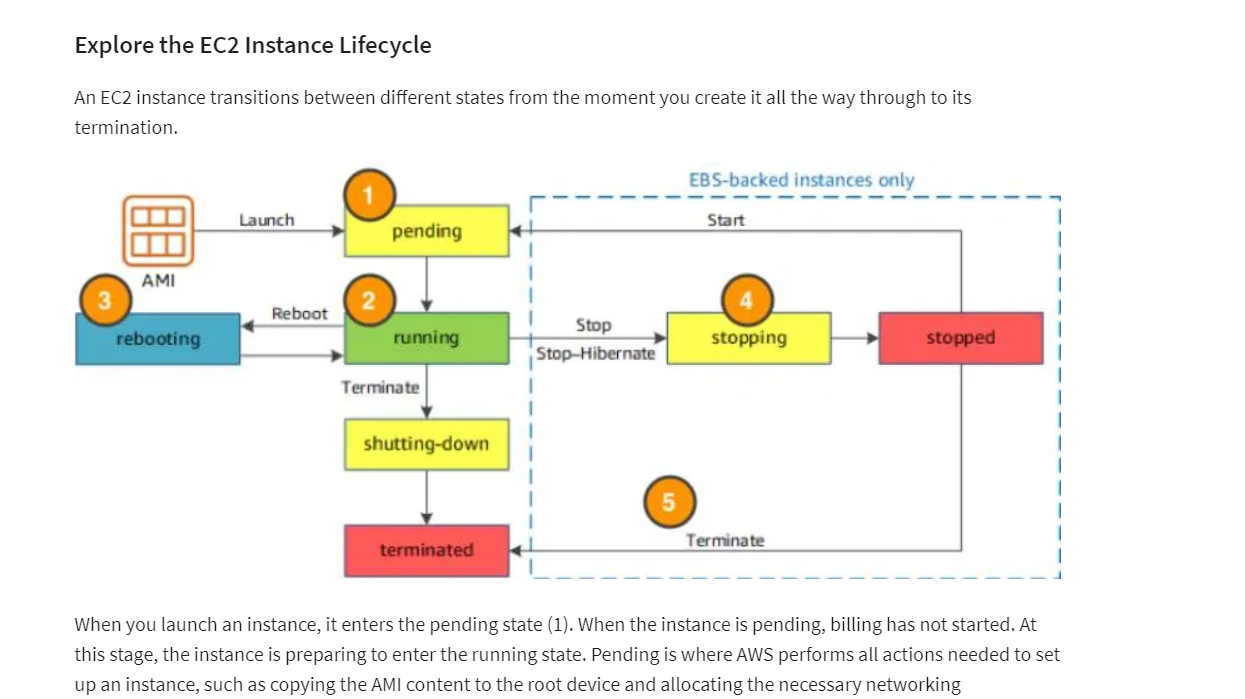 Explore the EC2 Instance Lifecycle
An EC2 instance transitions between different states from the moment you create it all the way through to its
termination.
EBS-backed instances only
1
Launch
pending
Start
AMI
3
Reboot
2
4
rebooting
running
Stop
Stop-Hibernate
stopping
stopped
Terminate
shutting-down
5
Terminate
terminated
When you launch an instance, it enters the pending state (1). When the instance is pending, billing has not started. At
this stage, the instance is preparing to enter the running state. Pending is where AWS performs all actions needed to set
up an instance, such as copying the AMI content to the root device and allocating the necessary networking